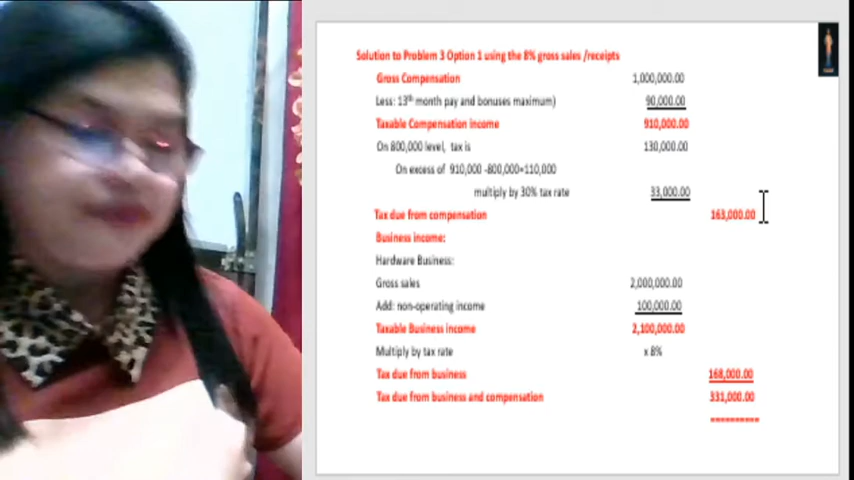 Solution to Problem 3 Option 1 using the 8% gross sales /receipts
Gross Compensation 1,000,000.00
Less: 13th month pay and bonuses maximum) 90,000.00
Taxable Compensation income 910,000.00
On 800,000 level, tax is 130,000.00
On excess of 910,000 -800,000=110,000
multiply by 30% tax rate 33,000.00
Tax due from compensation 163,000.00
Business income:
Hardware Business:
Gross sales 2,000,000.00
Add: non-operating income 100,000.00
Taxable Business income 2,100,000.00
Multiply by tax rate x 8%
Tax due from business 168,000.00
Tax due from business and compensation 331,000.00
----------